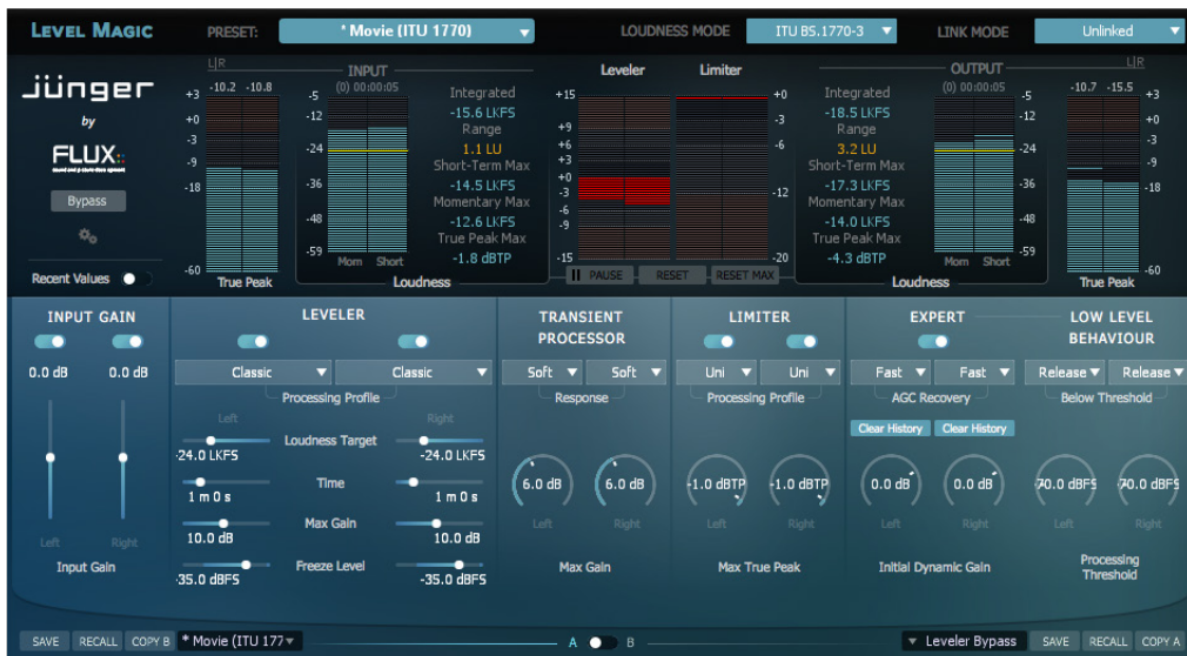 LEVEL MAGIC
PRESET:
* Movie (ITU 1770)
LOUDNESS MODE
ITU BS.1770-3
LINK MODE
Unlinked
jünger
by
FLUX::
Bypass
Recent Values
L|R
-10.2 -10.8
+3
+0
-3
-9
-18
-60
True Peak
INPUT
(0) 00:00:05
-5
-12
-24
-36
-48
-59
Mom Short
Integrated
-15.6 LKFS
Range
1.1 LU
Short-Term Max
-14.5 LKFS
Momentary Max
-12.6 LKFS
True Peak Max
-1.8 dBTP
Loudness
Leveler
Limiter
+15
+9
+6
+3
+0
-3
-6
-9
-15
+0
-3
-6
-12
-20
PAUSE
RESET
RESET MAX
OUTPUT
Integrated
-18.5 LKFS
Range
3.2 LU
Short-Term Max
-17.3 LKFS
Momentary Max
-14.0 LKFS
True Peak Max
-4.3 dBTP
(0) 00:00:05
-5
-12
-24
-36
-48
-59
Mom Short
Loudness
L|R
-10.7 -15.5
+3
+0
-3
-9
-18
-60
True Peak
INPUT GAIN
0.0 dB 0.0 dB
Left Right
Input Gain
LEVELER
Classic Classic
Processing Profile
Left Right
Loudness Target
-24.0 LKFS -24.0 LKFS
Time
1 m 0 s 1 m 0 s
Max Gain
10.0 dB 10.0 dB
Freeze Level
-35.0 dBFS -35.0 dBFS
TRANSIENT
PROCESSOR
Soft Soft
Response
6.0 dB 6.0 dB
Left Right
Max Gain
LIMITER
Uni Uni
Processing Profile
-1.0 dBTP -1.0 dBTP
Left Right
Max True Peak
EXPERT
Fast Fast
AGC Recovery
Clear History Clear History
0.0 dB 0.0 dB
Left Right
Initial Dynamic Gain
LOW LEVEL
BEHAVIOUR
Release Release
Below Threshold
-70.0 dBFS -70.0 dBFS
Left Right
Processing
Threshold
SAVE RECALL COPY B * Movie (ITU 177
A B
Leveler Bypass SAVE RECALL COPY A